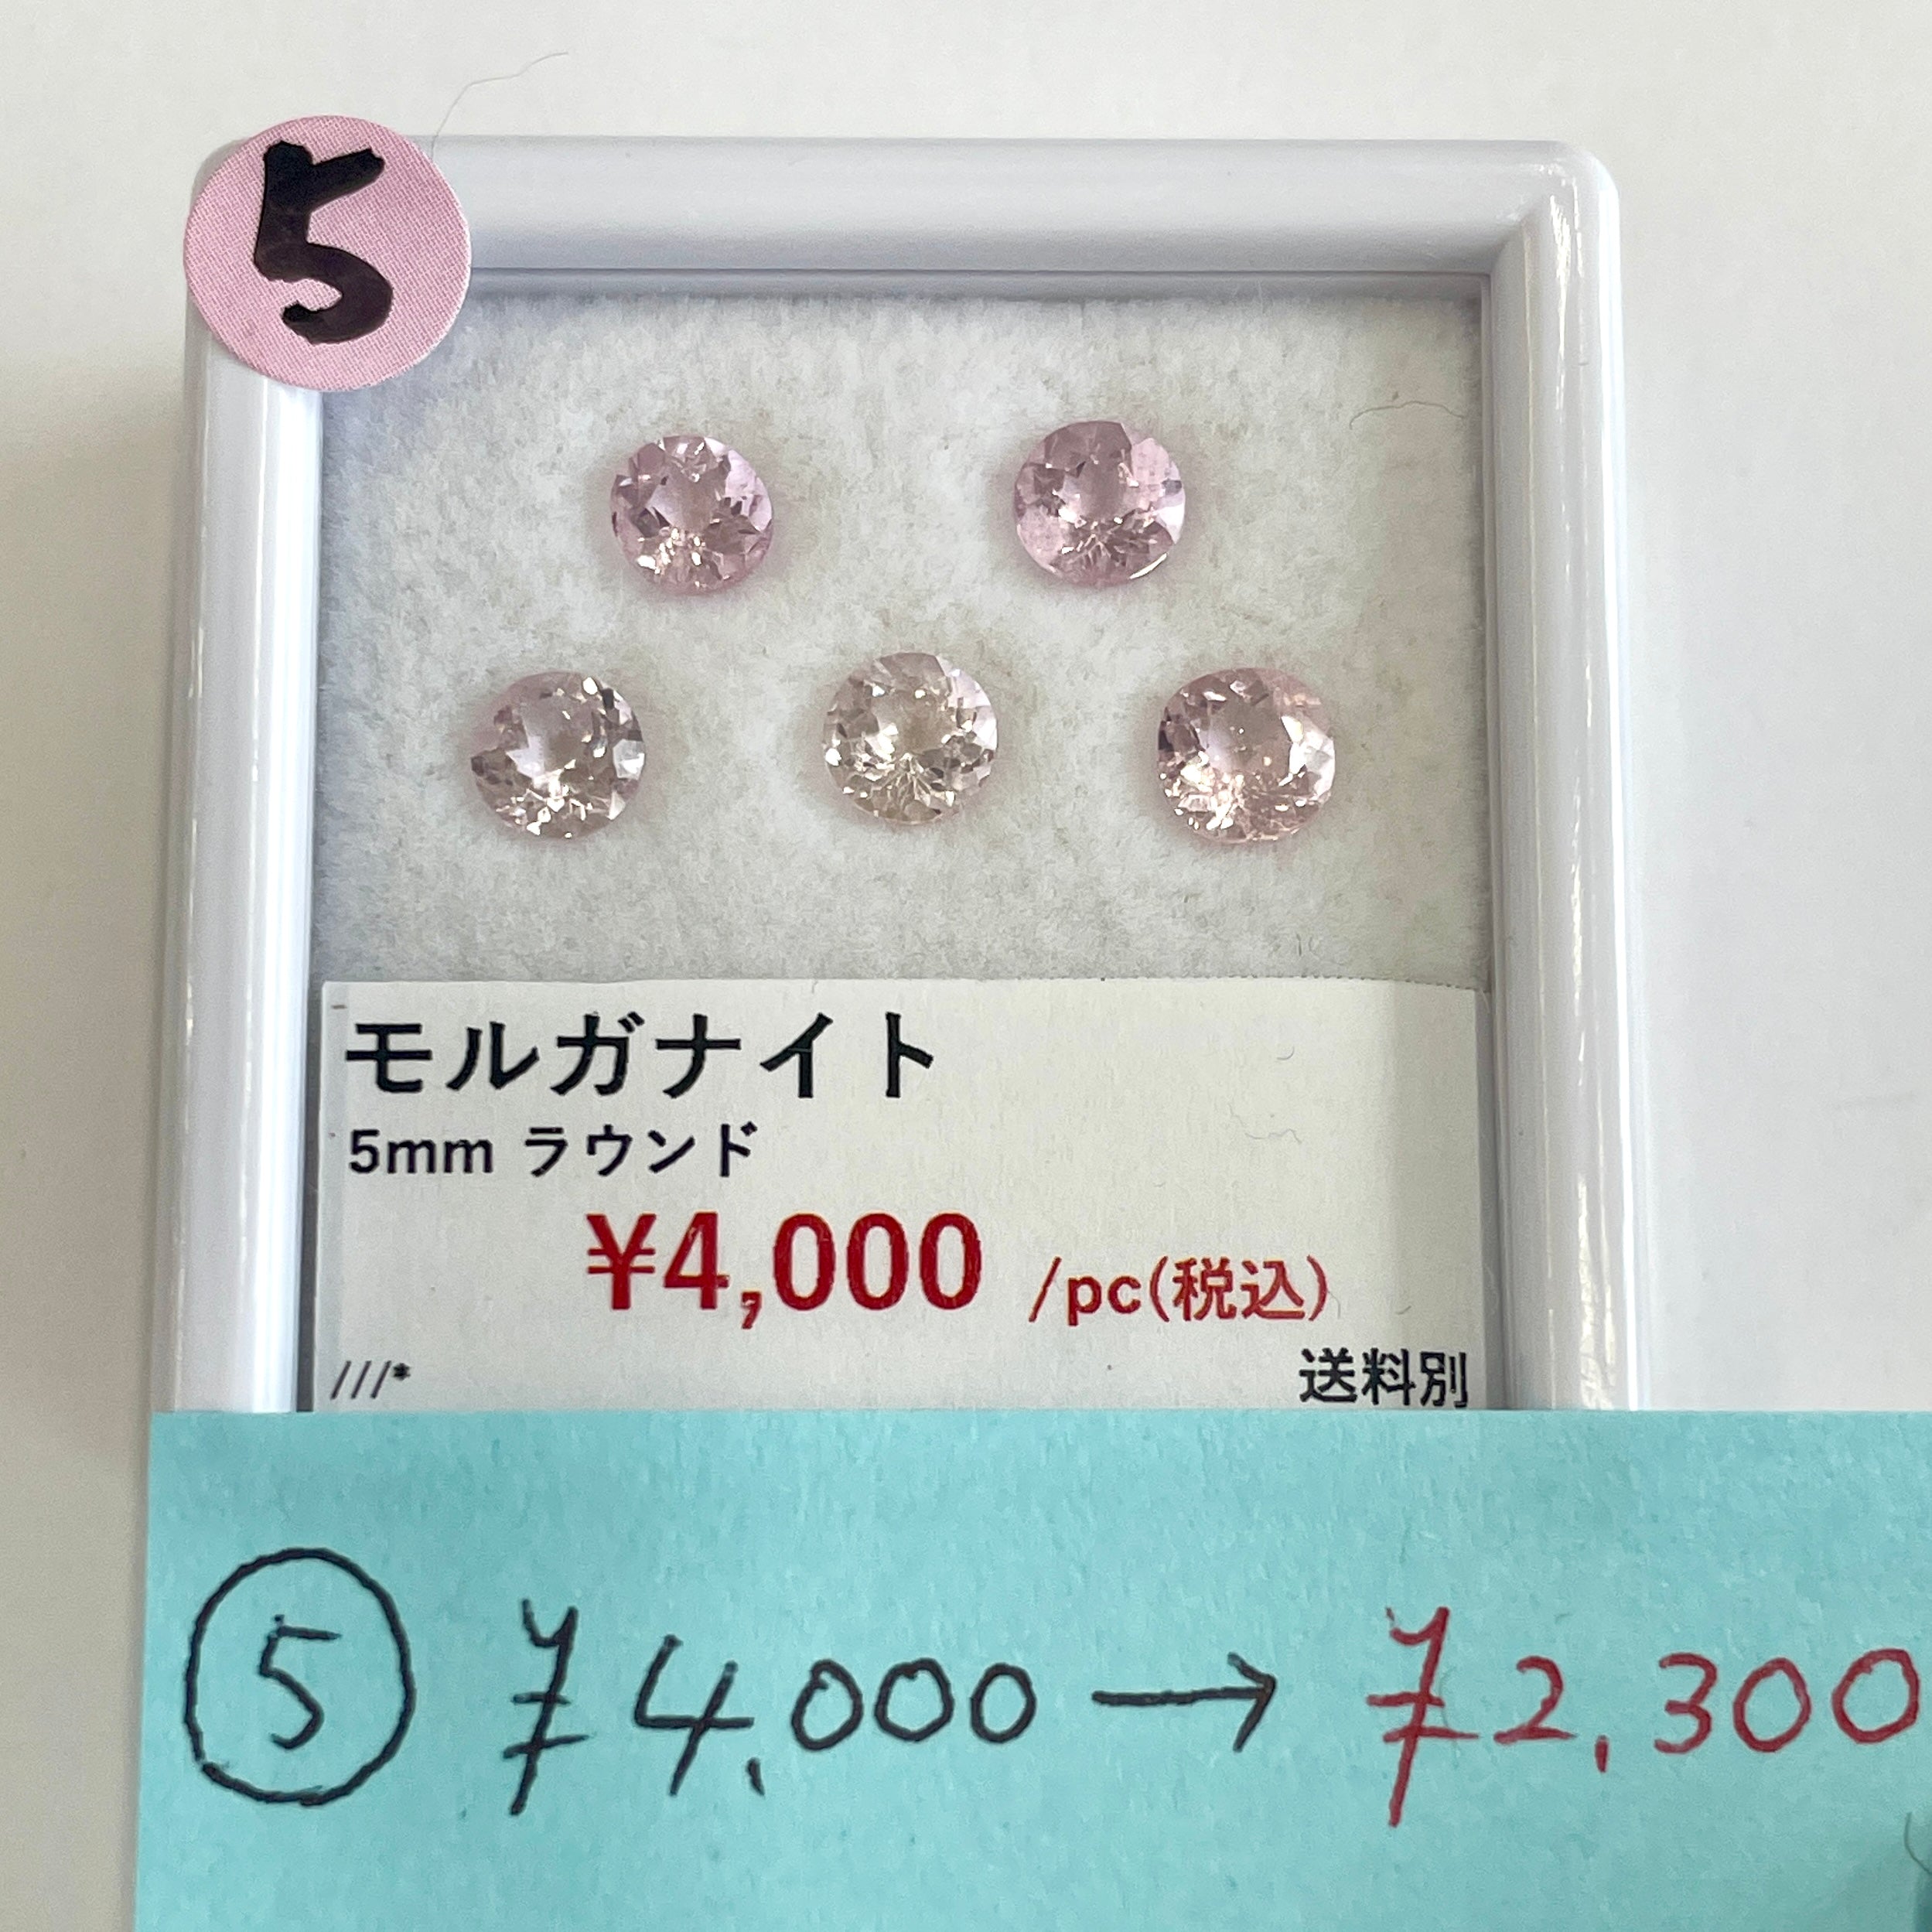 5
モルガナイト
5mm ラウンド
¥4,000 /pc(税込)
///*
送料別
⑤ ¥4,000 → ¥2,300